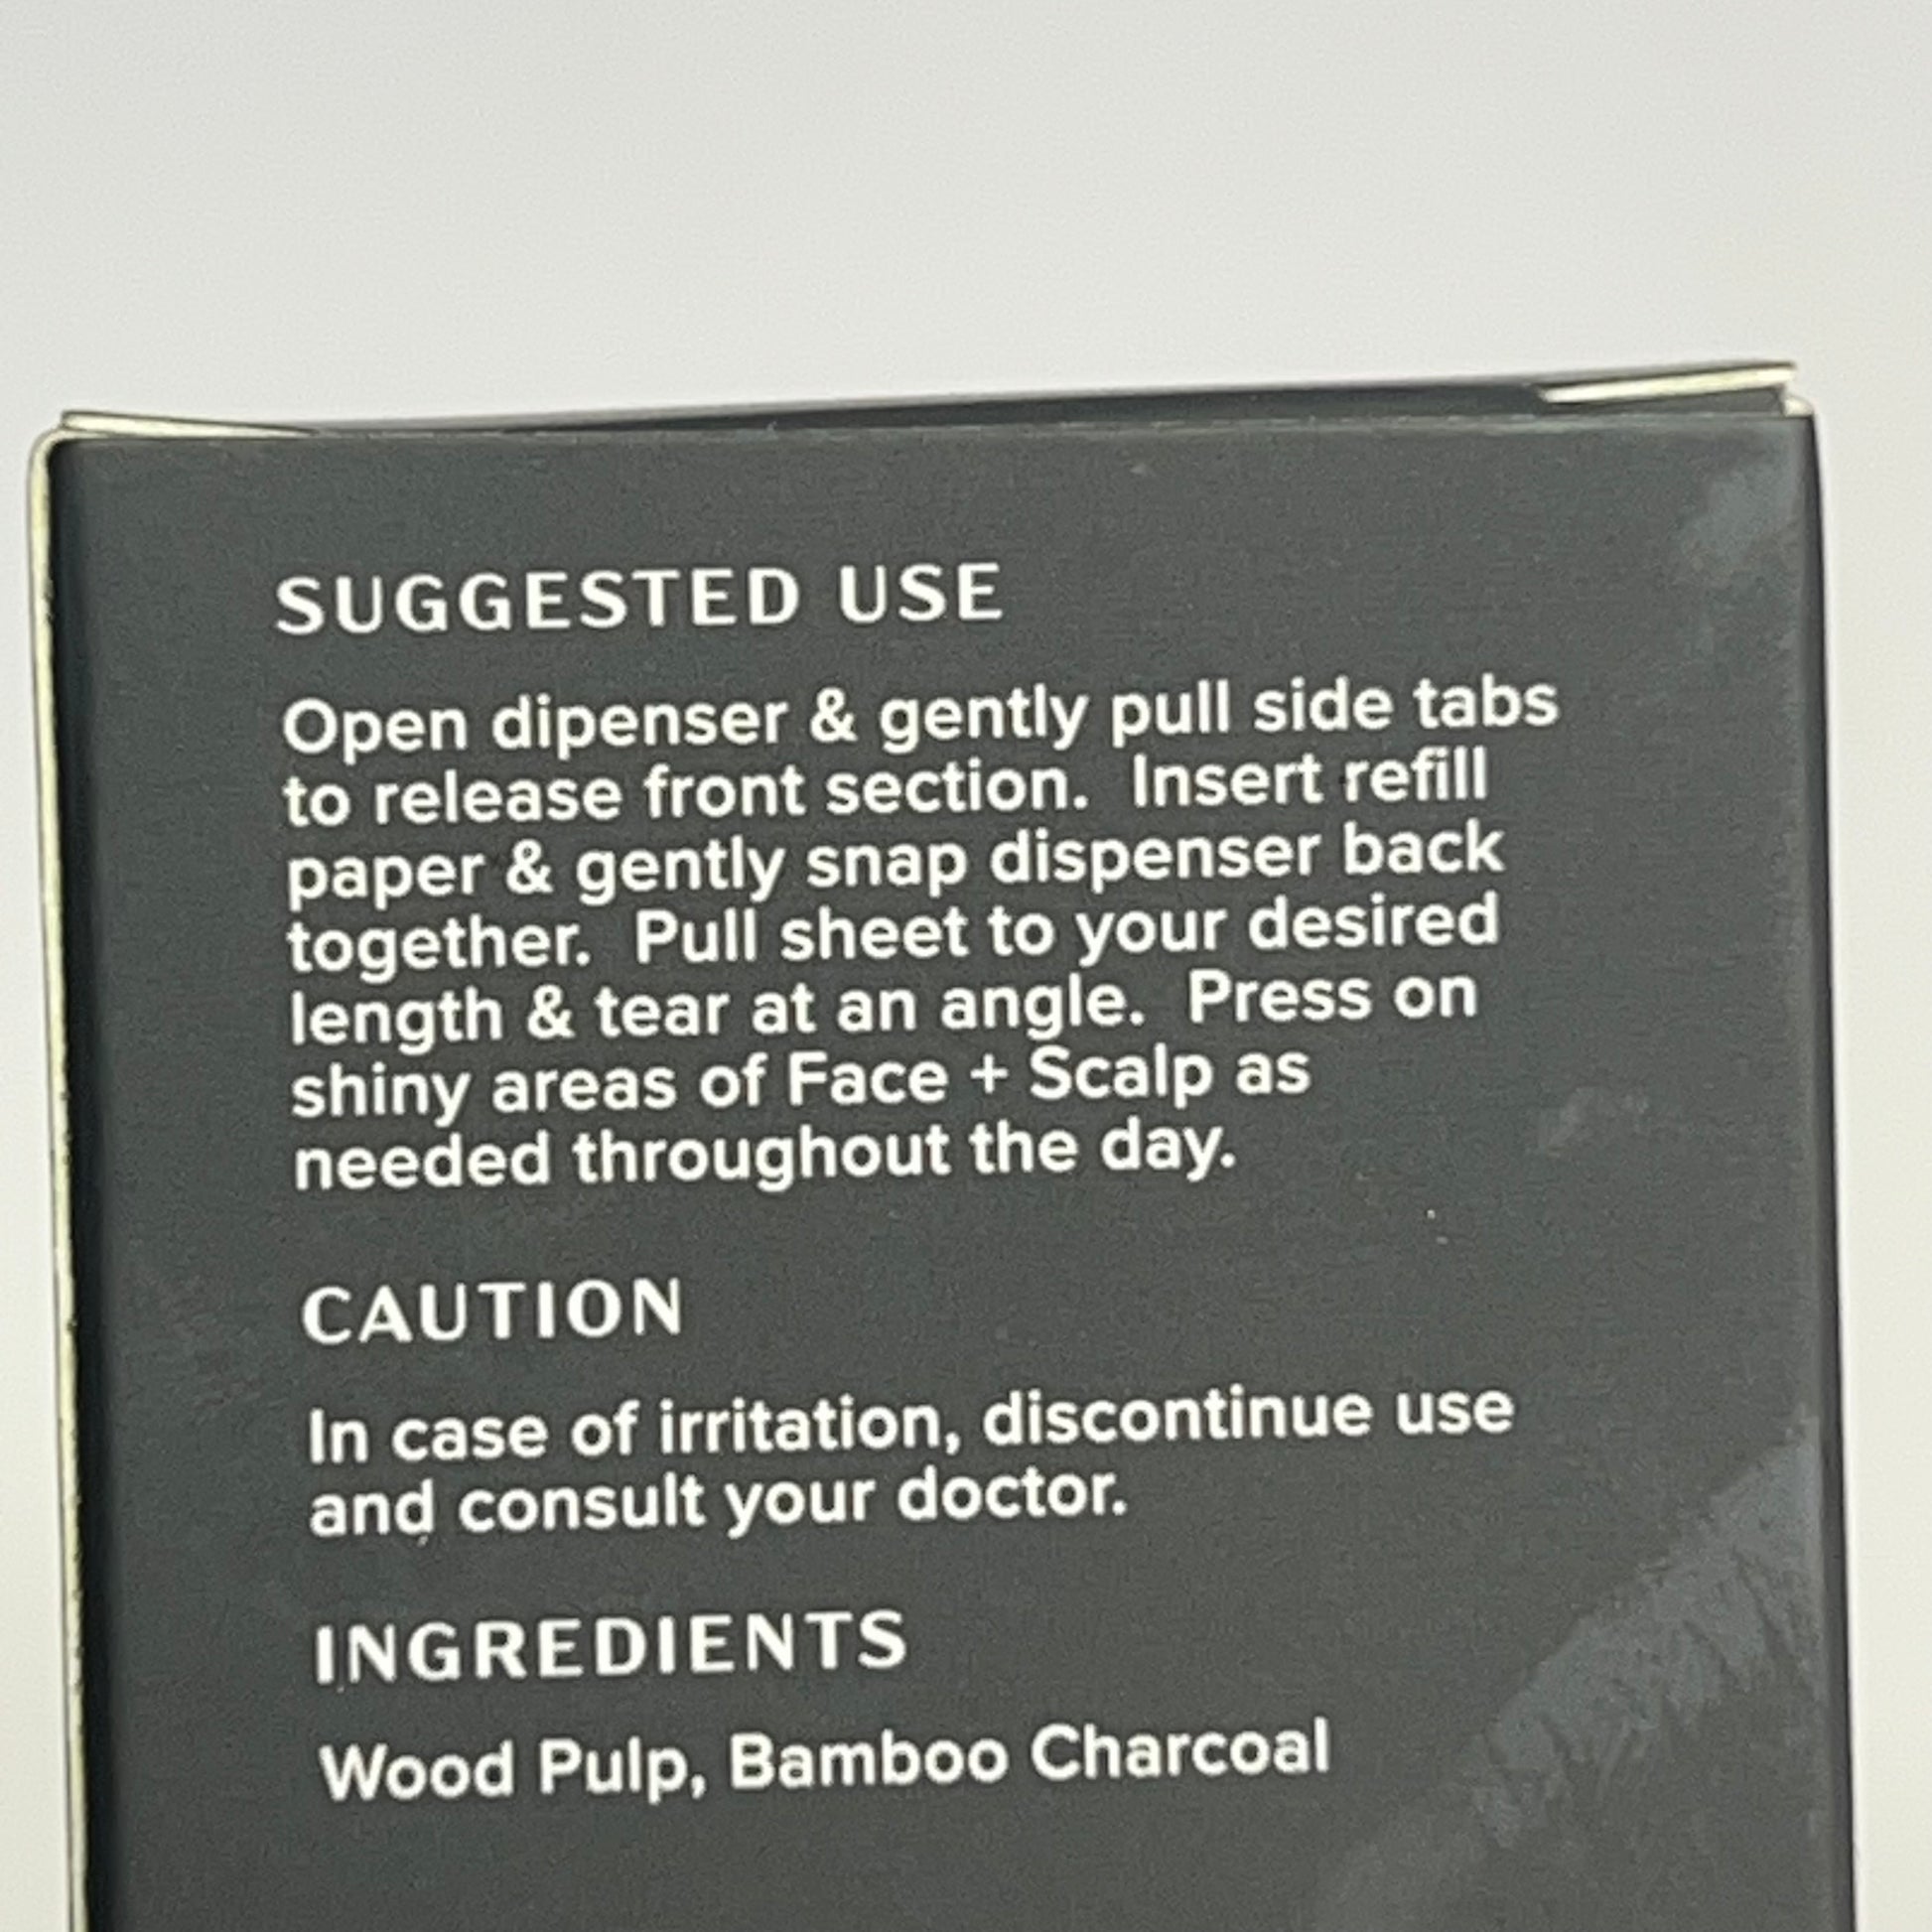 SUGGESTED USE
Open dipenser & gently pull side tabs
to release front section.  Insert refill
paper & gently snap dispenser back
together.  Pull sheet to your desired
length & tear at an angle.  Press on
shiny areas of Face + Scalp as
needed throughout the day.
CAUTION
In case of irritation, discontinue use
and consult your doctor.
INGREDIENTS
Wood Pulp, Bamboo Charcoal